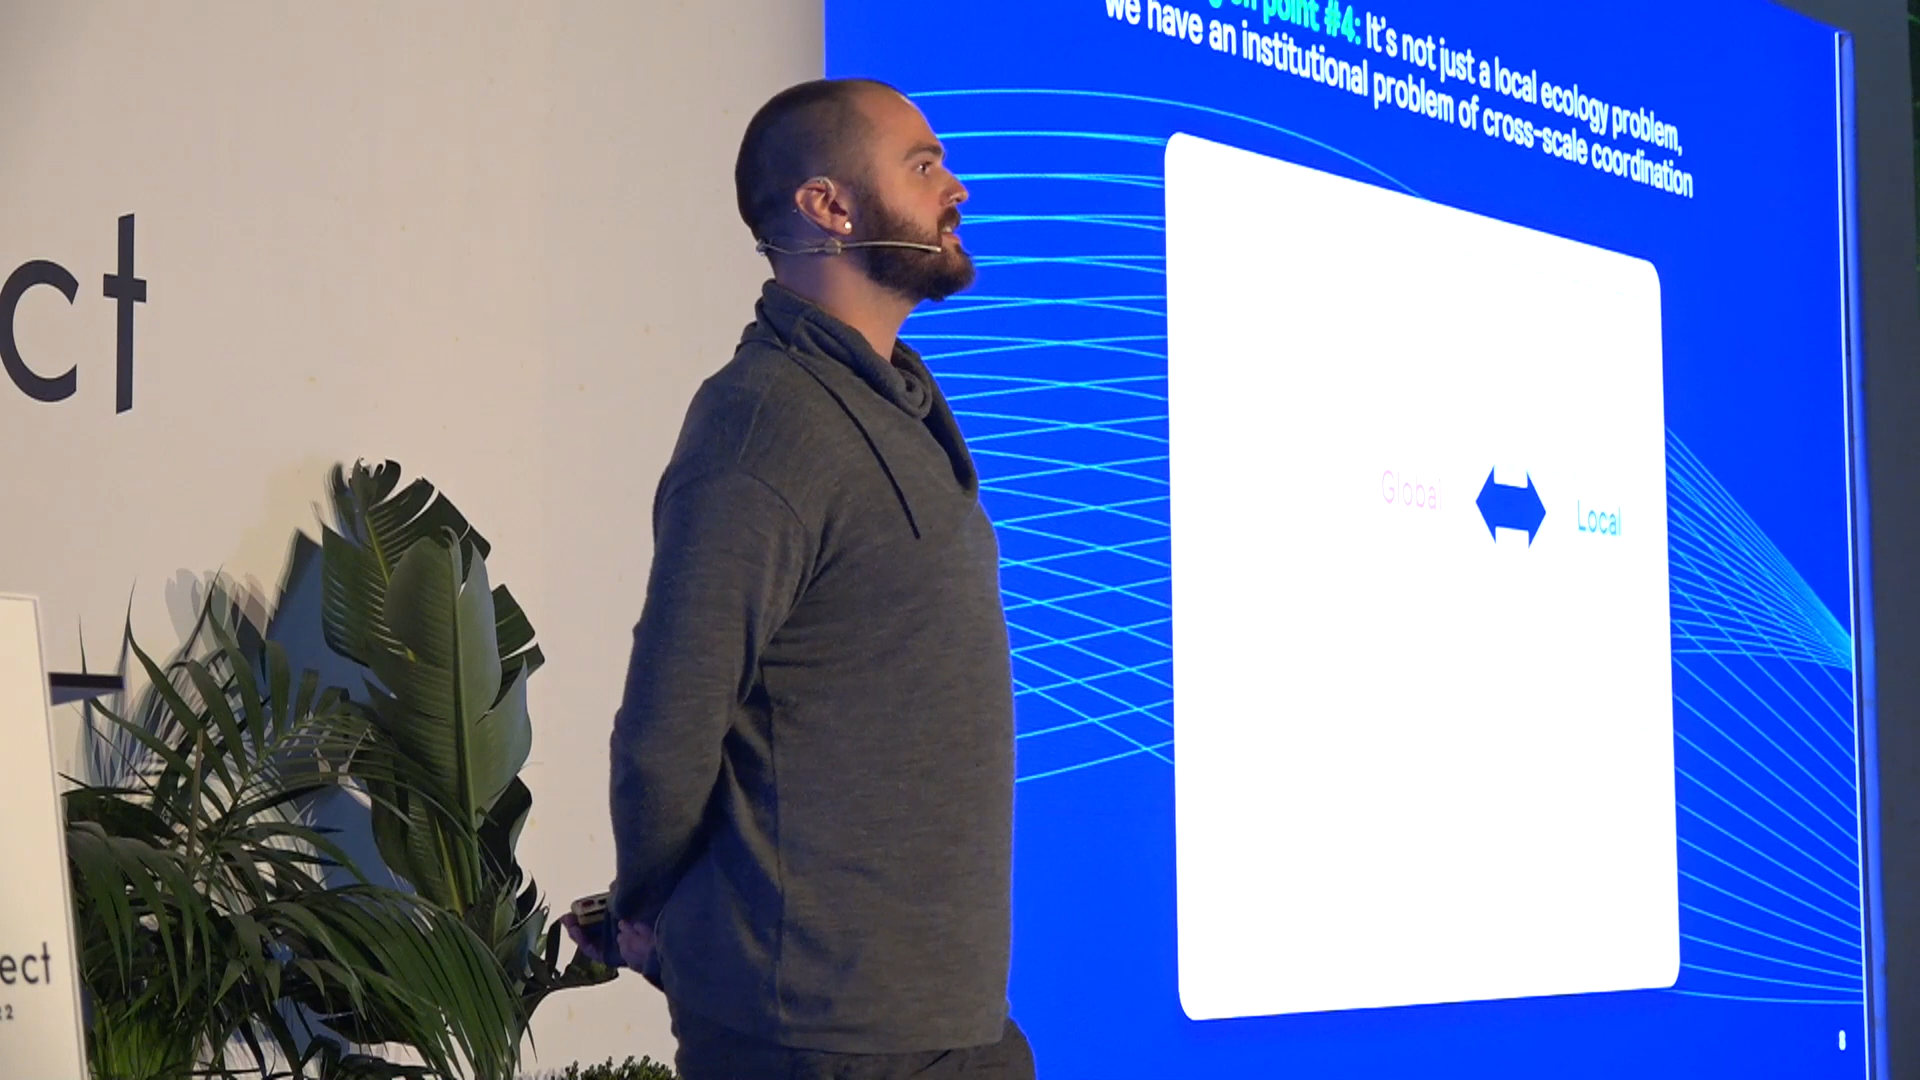 point #4: It's not just a local ecology problem,
we have an institutional problem of cross-scale coordination
Global
Local
8
ct
ect
22